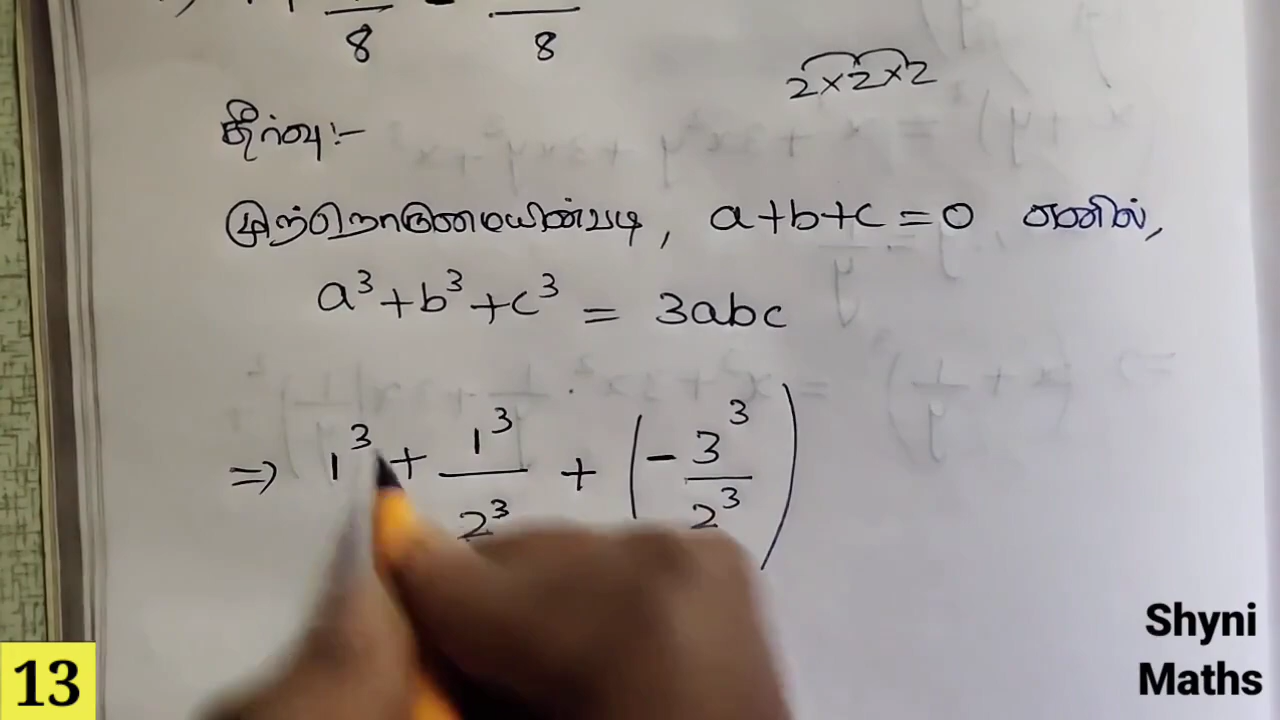 8 8
2×2×2
தீர்வு:-
முற்றொருமையின்படி, a+b+c=0 எனில்,
a³+b³+c³ = 3abc
⇒ 1³ + 1³/2³ + (-3³/2³)
Shyni
Maths
13